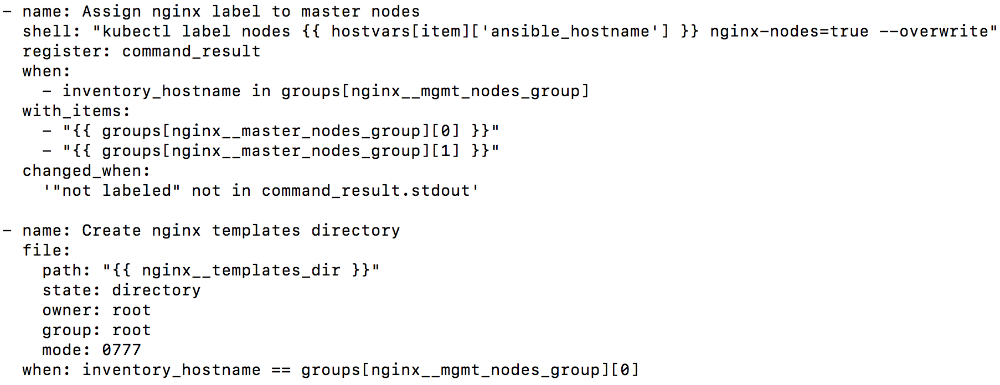 - name: Assign nginx label to master nodes
  shell: "kubectl label nodes {{ hostvars[item]['ansible_hostname'] }} nginx-nodes=true --overwrite"
  register: command_result
  when:
    - inventory_hostname in groups[nginx__mgmt_nodes_group]
  with_items:
    - "{{ groups[nginx__master_nodes_group][0] }}"
    - "{{ groups[nginx__master_nodes_group][1] }}"
  changed_when:
    '"not labeled" not in command_result.stdout'

- name: Create nginx templates directory
  file:
    path: "{{ nginx__templates_dir }}"
    state: directory
    owner: root
    group: root
    mode: 0777
  when: inventory_hostname == groups[nginx__mgmt_nodes_group][0]